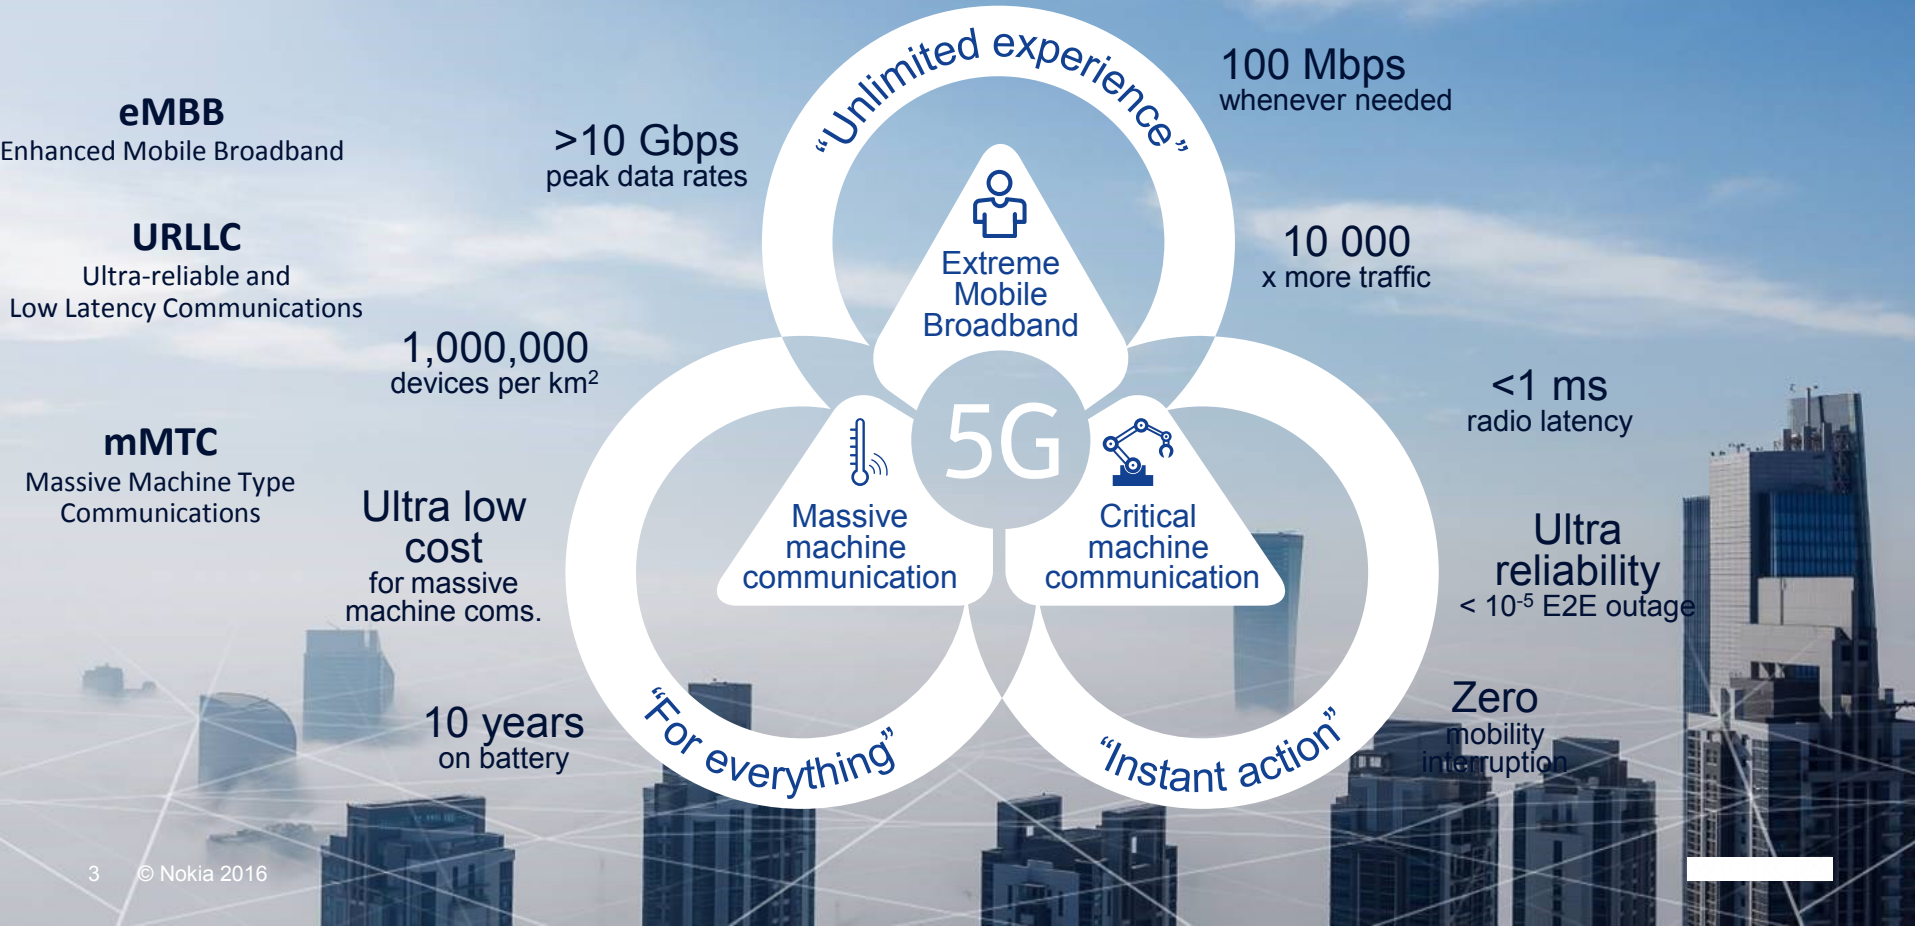 “Unlimited experience”
100 Mbps
whenever needed
eMBB
Enhanced Mobile Broadband
>10 Gbps
peak data rates
URLLC
Ultra-reliable and
Low Latency Communications
10 000
x more traffic
Extreme
Mobile
Broadband
1,000,000
devices per km²
5G
<1 ms
radio latency
mMTC
Massive Machine Type
Communications
Ultra low
cost
for massive
machine coms.
Massive
machine
communication
Critical
machine
communication
Ultra
reliability
< 10⁻⁵ E2E outage
10 years
on battery
“For everything”
“Instant action”
Zero
mobility
interruption
3 © Nokia 2016